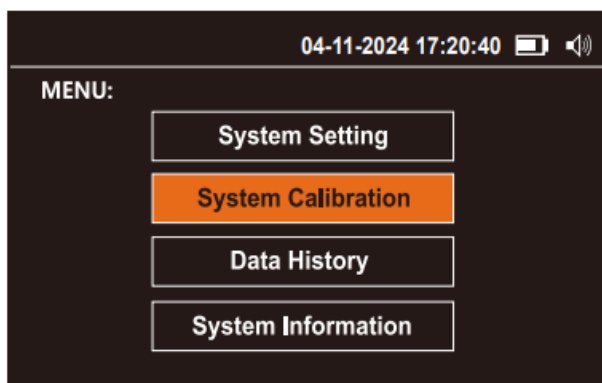 04-11-2024 17:20:40
MENU:
System Setting
System Calibration
Data History
System Information